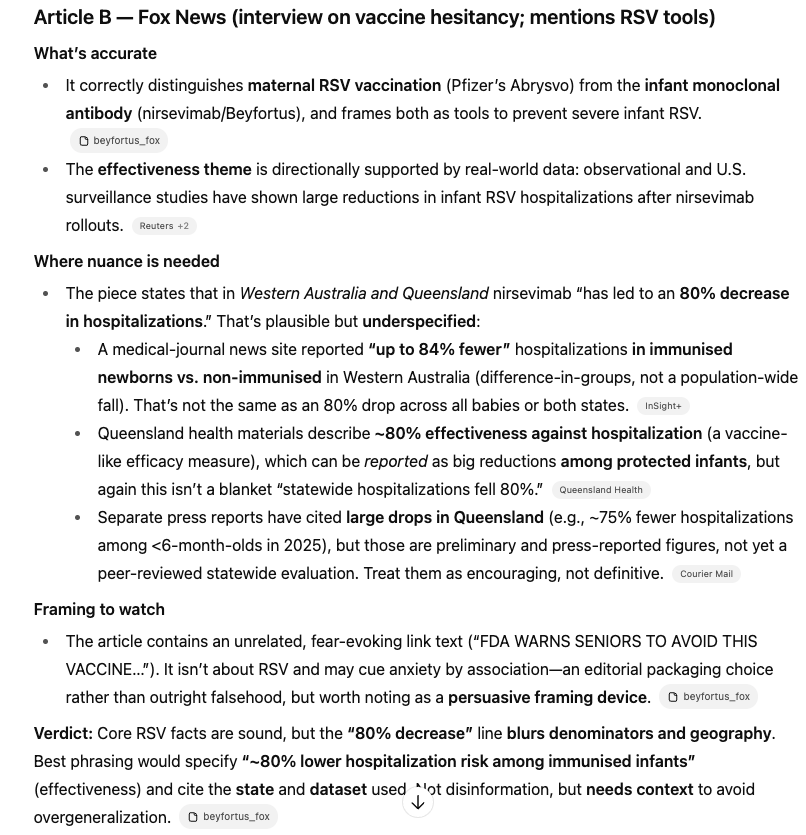 Article B — Fox News (interview on vaccine hesitancy; mentions RSV tools)
What's accurate
• It correctly distinguishes maternal RSV vaccination (Pfizer's Abrysvo) from the infant monoclonal
antibody (nirsevimab/Beyfortus), and frames both as tools to prevent severe infant RSV.
beyfortus_fox
• The effectiveness theme is directionally supported by real-world data: observational and U.S.
surveillance studies have shown large reductions in infant RSV hospitalizations after nirsevimab
rollouts. Reuters +2
Where nuance is needed
• The piece states that in Western Australia and Queensland nirsevimab “has led to an 80% decrease
in hospitalizations.” That's plausible but underspecified:
• A medical-journal news site reported “up to 84% fewer” hospitalizations in immunised
newborns vs. non-immunised in Western Australia (difference-in-groups, not a population-wide
fall). That's not the same as an 80% drop across all babies or both states. InSight+
• Queensland health materials describe ~80% effectiveness against hospitalization (a vaccine-
like efficacy measure), which can be reported as big reductions among protected infants, but
again this isn't a blanket “statewide hospitalizations fell 80%.” Queensland Health
• Separate press reports have cited large drops in Queensland (e.g., ~75% fewer hospitalizations
among <6-month-olds in 2025), but those are preliminary and press-reported figures, not yet a
peer-reviewed statewide evaluation. Treat them as encouraging, not definitive. Courier Mail
Framing to watch
• The article contains an unrelated, fear-evoking link text (“FDA WARNS SENIORS TO AVOID THIS
VACCINE…”). It isn't about RSV and may cue anxiety by association—an editorial packaging choice
rather than outright falsehood, but worth noting as a persuasive framing device. beyfortus_fox
Verdict: Core RSV facts are sound, but the “80% decrease” line blurs denominators and geography.
Best phrasing would specify “~80% lower hospitalization risk among immunised infants”
(effectiveness) and cite the state and dataset used. Not disinformation, but needs context to avoid
overgeneralization. beyfortus_fox